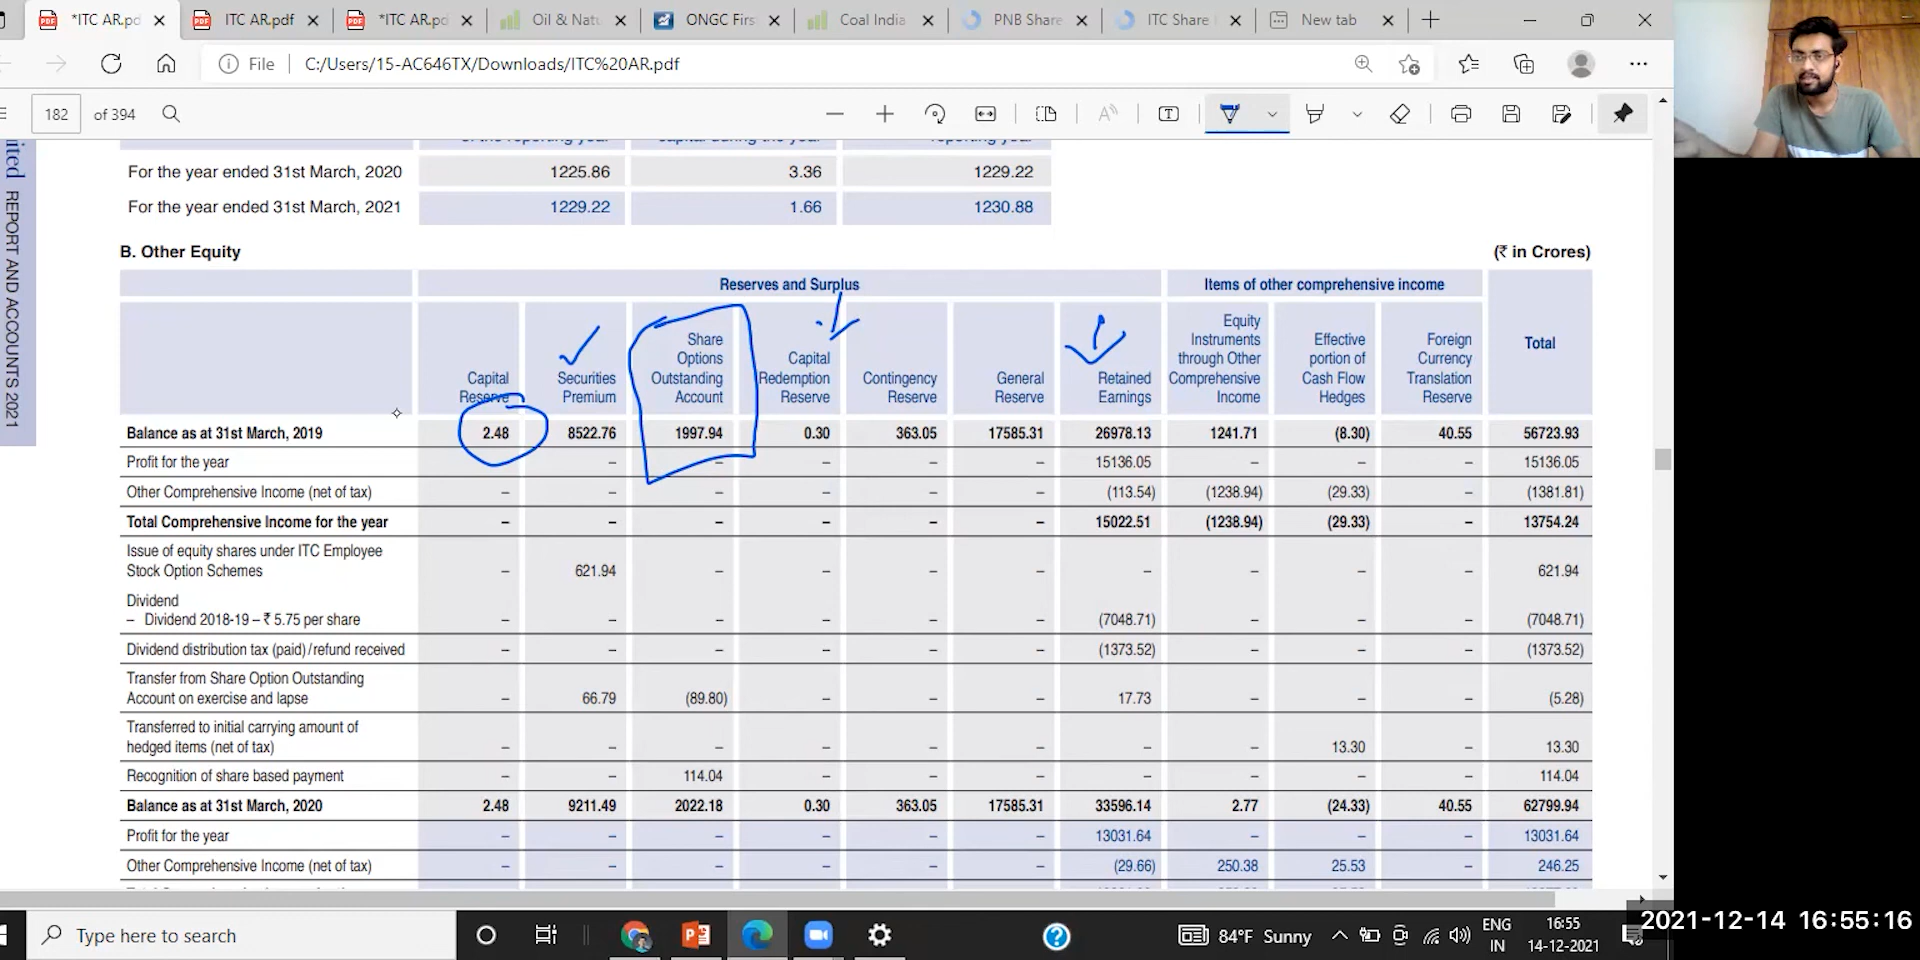 *ITC AR.pd
ITC AR.pdf
*ITC AR.pd
Oil & Natu
ONGC Firs
Coal India
PNB Share
ITC Share
New tab
File
C:/Users/15-AC646TX/Downloads/ITC%20AR.pdf
182 of 394
For the year ended 31st March, 2020 1225.86 3.36 1229.22
For the year ended 31st March, 2021 1229.22 1.66 1230.88
B. Other Equity (₹ in Crores)
Reserves and Surplus Items of other comprehensive income Total
Capital Reserve
Securities Premium
Share Options Outstanding Account
Capital Redemption Reserve
Contingency Reserve
General Reserve
Retained Earnings
Equity Instruments through Other Comprehensive Income
Effective portion of Cash Flow Hedges
Foreign Currency Translation Reserve
Balance as at 31st March, 2019 2.48 8522.76 1997.94 0.30 363.05 17585.31 26978.13 1241.71 (8.30) 40.55 56723.93
Profit for the year – – – – – 15136.05 – – – 15136.05
Other Comprehensive Income (net of tax) – – – – – – (113.54) (1238.94) (29.33) – (1381.81)
Total Comprehensive Income for the year – – – – – – 15022.51 (1238.94) (29.33) – 13754.24
Issue of equity shares under ITC Employee
Stock Option Schemes – 621.94 – – – – – – – – 621.94
Dividend
– Dividend 2018-19 – ₹ 5.75 per share – – – – – – (7048.71) – – – (7048.71)
Dividend distribution tax (paid)/refund received – – – – – – (1373.52) – – – (1373.52)
Transfer from Share Option Outstanding
Account on exercise and lapse – 66.79 (89.80) – – – 17.73 – – – (5.28)
Transferred to initial carrying amount of
hedged items (net of tax) – – – – – – – – 13.30 – 13.30
Recognition of share based payment – – 114.04 – – – – – – – 114.04
Balance as at 31st March, 2020 2.48 9211.49 2022.18 0.30 363.05 17585.31 33596.14 2.77 (24.33) 40.55 62799.94
Profit for the year – – – – – – 13031.64 – – – 13031.64
Other Comprehensive Income (net of tax) – – – – – – (29.66) 250.38 25.53 – 246.25
REPORT AND ACCOUNTS 2021
Type here to search
84°F Sunny
ENG
IN
16:55
14-12-2021
2021-12-14 16:55:16